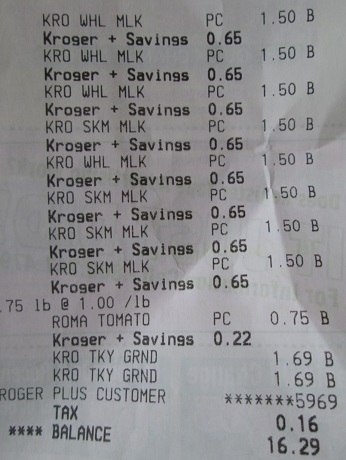 KRO WHL MLK PC 1.50 B
Kroger + Savings 0.65
KRO WHL MLK PC 1.50 B
Kroger + Savings 0.65
KRO WHL MLK PC 1.50 B
Kroger + Savings 0.65
KRO SKM MLK PC 1.50 B
Kroger + Savings 0.65
KRO WHL MLK PC 1.50 B
Kroger + Savings 0.65
KRO SKM MLK PC 1.50 B
Kroger + Savings 0.65
KRO SKM MLK PC 1.50 B
Kroger + Savings 0.65
KRO SKM MLK PC 1.50 B
Kroger + Savings 0.65
.75 lb @ 1.00 /lb
ROMA TOMATO PC 0.75 B
Kroger + Savings 0.22
KRO TKY GRND 1.69 B
KRO TKY GRND 1.69 B
ROGER PLUS CUSTOMER *******5969
TAX 0.16
**** BALANCE 16.29